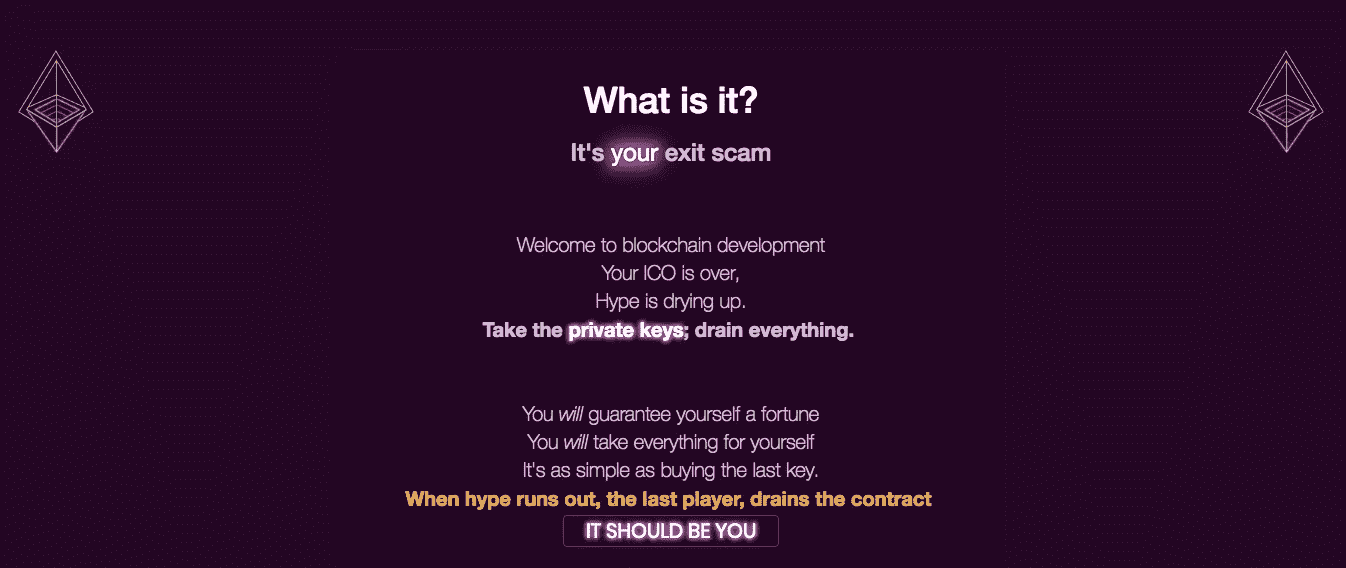 What is it?
It's your exit scam
Welcome to blockchain development
Your ICO is over,
Hype is drying up.
Take the private keys; drain everything.
You will guarantee yourself a fortune
You will take everything for yourself
It's as simple as buying the last key.
When hype runs out, the last player, drains the contract
IT SHOULD BE YOU